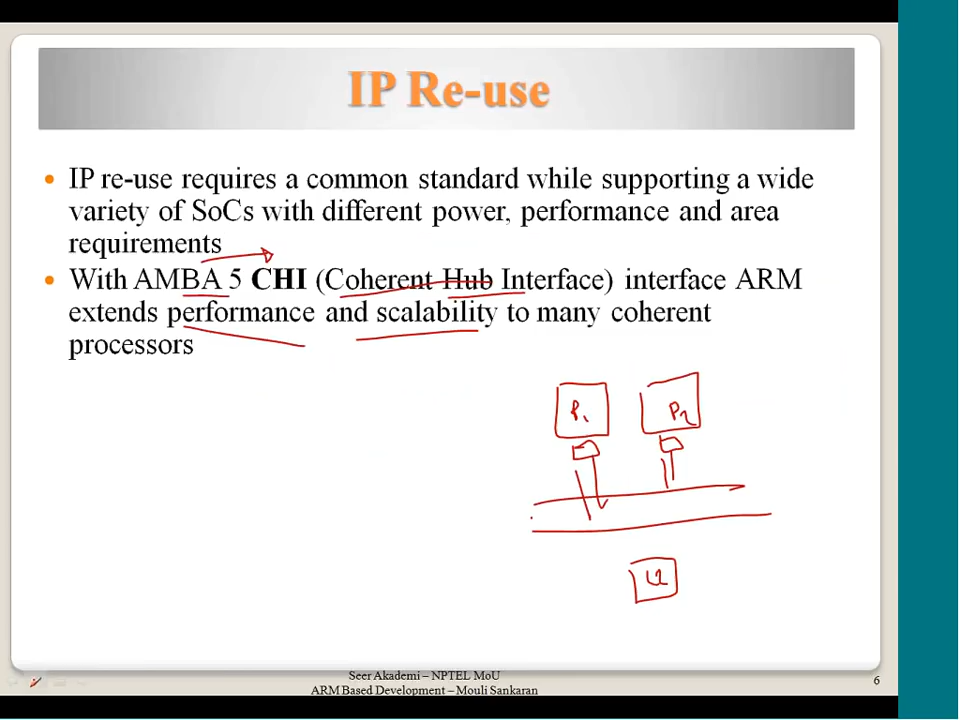 IP Re-use
IP re-use requires a common standard while supporting a wide
variety of SoCs with different power, performance and area
requirements
With AMBA 5 CHI (Coherent Hub Interface) interface ARM
extends performance and scalability to many coherent
processors
P1 P2
L2
Seer Akademi – NPTEL MoU
ARM Based Development – Mouli Sankaran
6